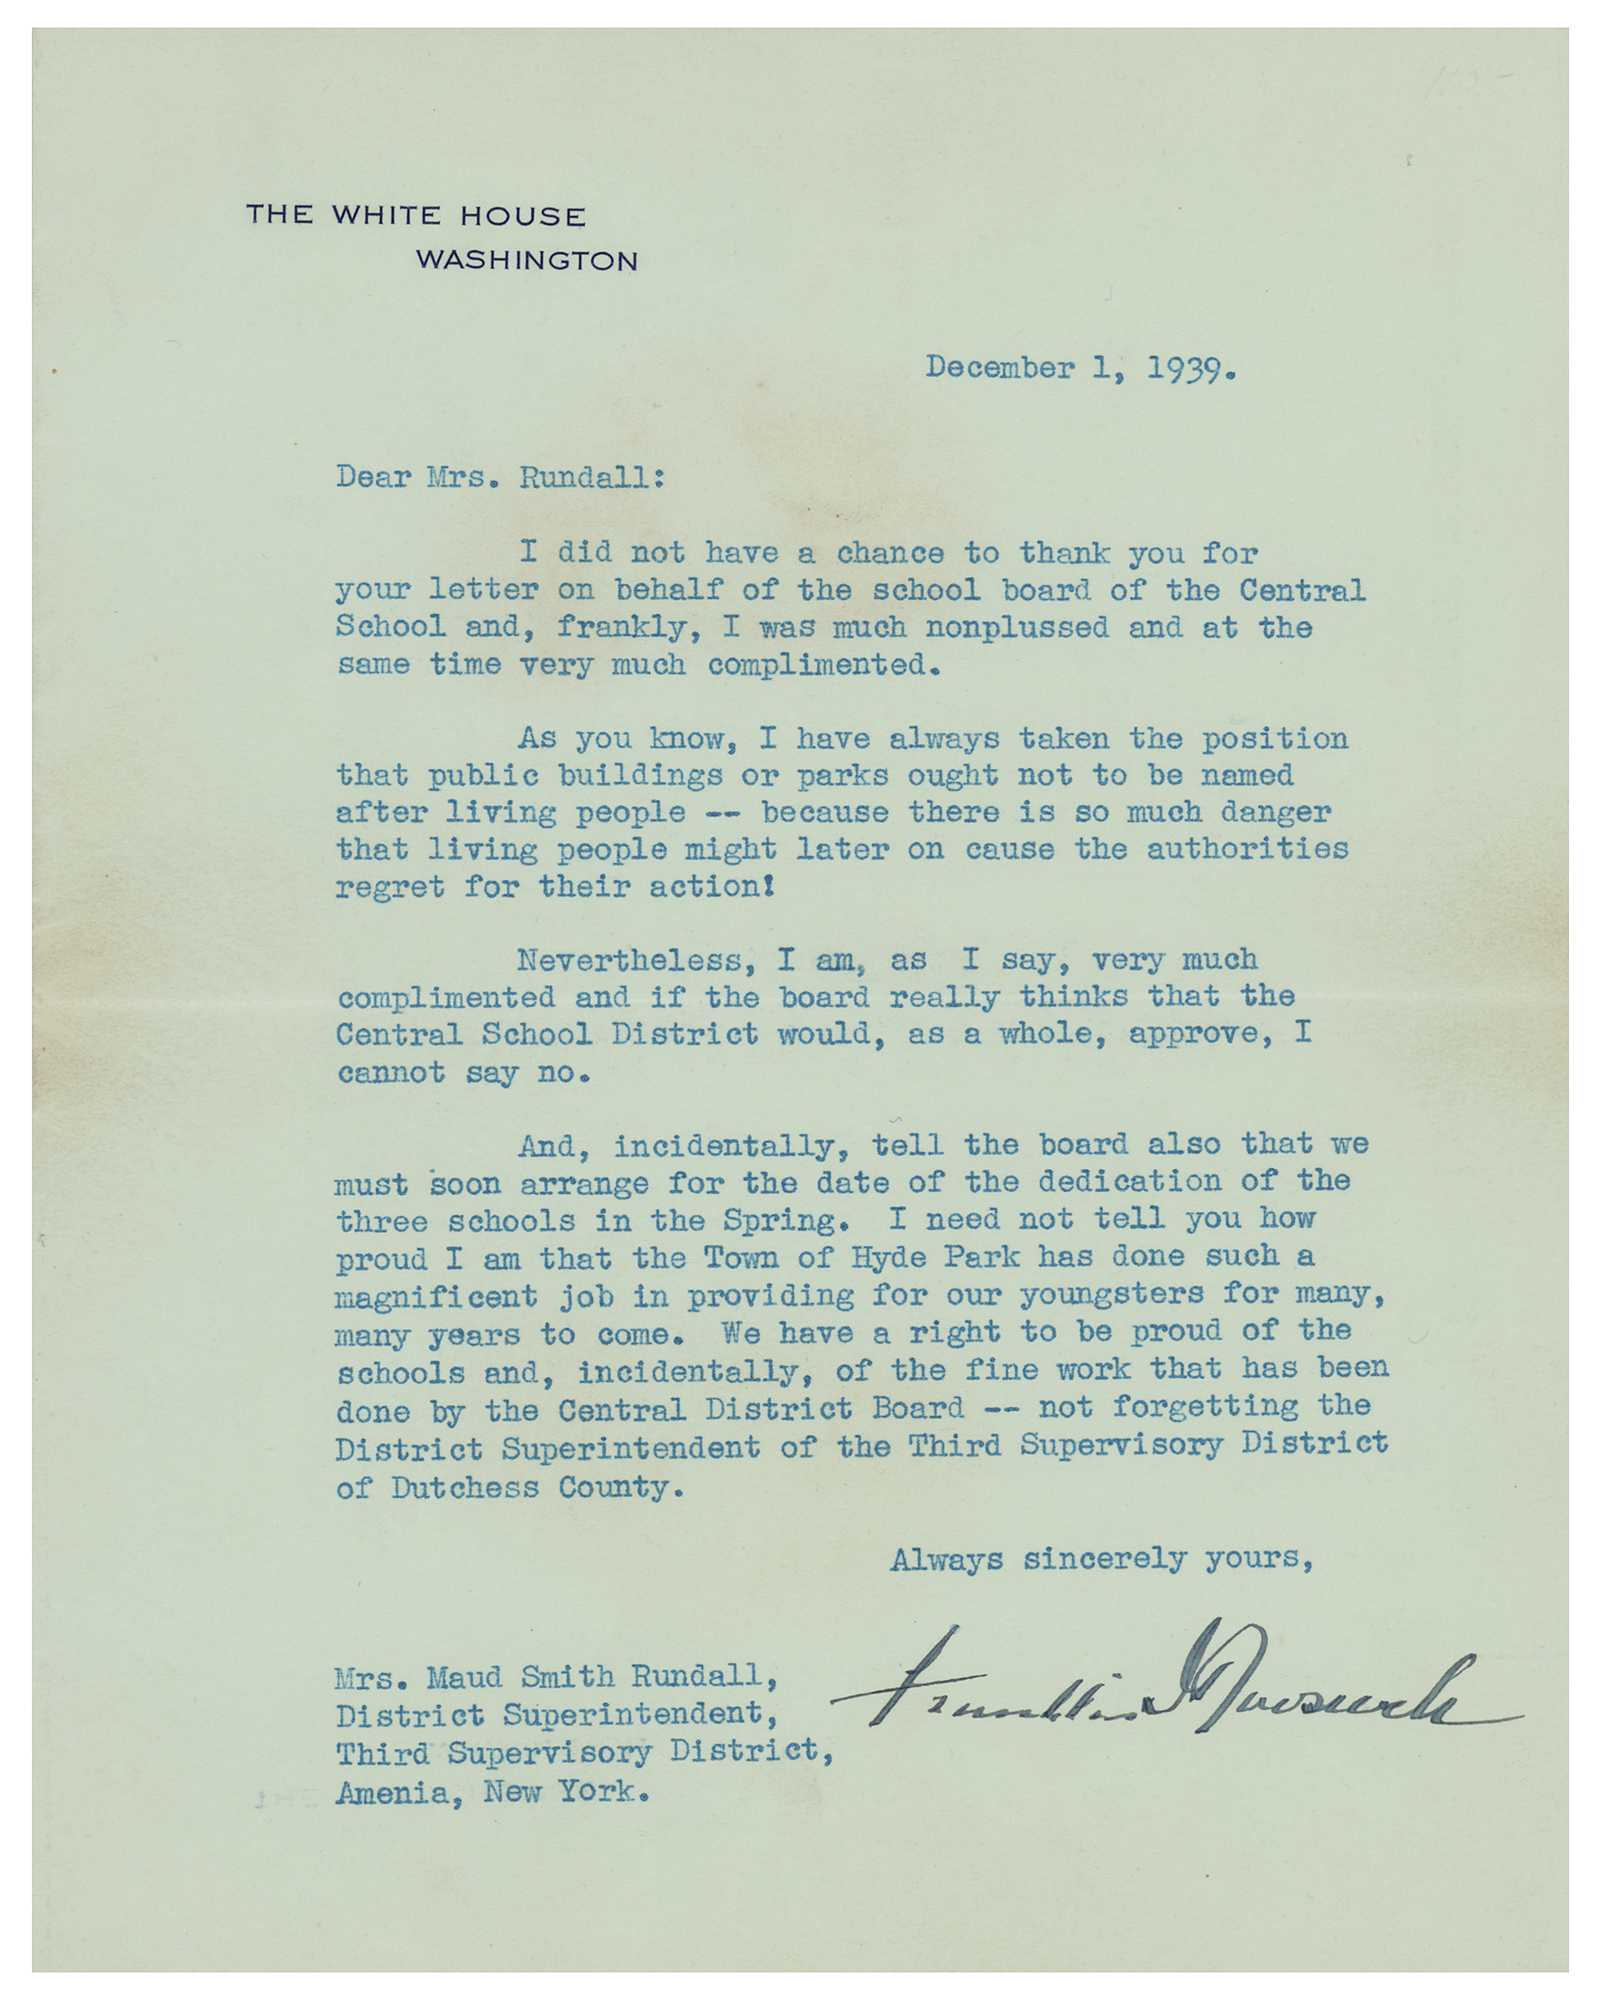 THE WHITE HOUSE
WASHINGTON
December 1, 1939.
Dear Mrs. Rundall:
I did not have a chance to thank you for
your letter on behalf of the school board of the Central
School and, frankly, I was much nonplussed and at the
same time very much complimented.
As you know, I have always taken the position
that public buildings or parks ought not to be named
after living people -- because there is so much danger
that living people might later on cause the authorities
regret for their action!
Nevertheless, I am, as I say, very much
complimented and if the board really thinks that the
Central School District would, as a whole, approve, I
cannot say no.
And, incidentally, tell the board also that we
must soon arrange for the date of the dedication of the
three schools in the Spring. I need not tell you how
proud I am that the Town of Hyde Park has done such a
magnificent job in providing for our youngsters for many,
many years to come. We have a right to be proud of the
schools and, incidentally, of the fine work that has been
done by the Central District Board -- not forgetting the
District Superintendent of the Third Supervisory District
of Dutchess County.
Always sincerely yours,
Franklin D Roosevelt
Mrs. Maud Smith Rundall,
District Superintendent,
Third Supervisory District,
Amenia, New York.